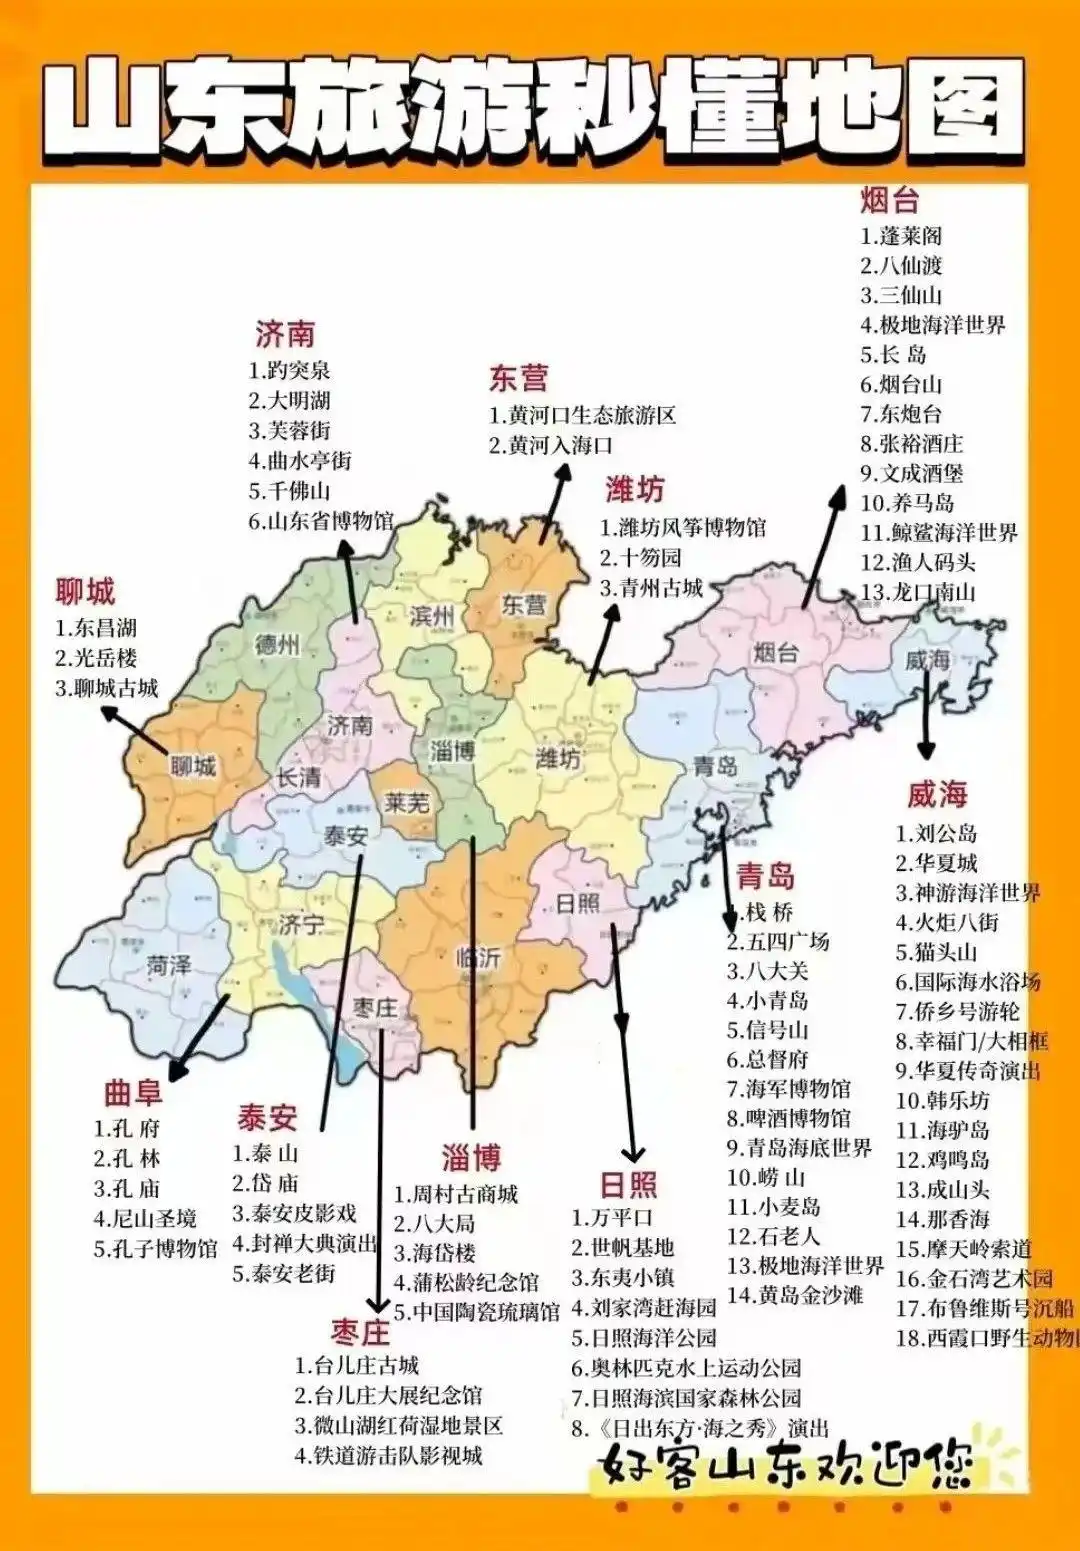 山东旅游秒懂地图
烟台
1.蓬莱阁
2.八仙渡
3.三仙山
4.极地海洋世界
5.长 岛
6.烟台山
7.东炮台
8.张裕酒庄
9.文成酒堡
10.养马岛
11.鲸鲨海洋世界
12.渔人码头
13.龙口南山
济南
1.趵突泉
2.大明湖
3.芙蓉街
4.曲水亭街
5.千佛山
6.山东省博物馆
东营
1.黄河口生态旅游区
2.黄河入海口
潍坊
1.潍坊风筝博物馆
2.十笏园
3.青州古城
聊城
1.东昌湖
2.光岳楼
3.聊城古城
德州
滨州
东营
烟台
威海
济南
淄博
潍坊
青岛
聊城
长清
莱芜
泰安
济宁
日照
菏泽
临沂
枣庄
威海
1.刘公岛
2.华夏城
3.神游海洋世界
4.火炬八街
5.猫头山
6.国际海水浴场
7.侨乡号游轮
8.幸福门/大相框
9.华夏传奇演出
10.韩乐坊
11.海驴岛
12.鸡鸣岛
13.成山头
14.那香海
15.摩天岭索道
16.金石湾艺术园
17.布鲁维斯号沉船
18.西霞口野生动物
青岛
1.栈 桥
2.五四广场
3.八大关
4.小青岛
5.信号山
6.总督府
7.海军博物馆
8.啤酒博物馆
9.青岛海底世界
10.崂 山
11.小麦岛
12.石老人
13.极地海洋世界
14.黄岛金沙滩
曲阜
1.孔 府
2.孔 林
3.孔 庙
4.尼山圣境
5.孔子博物馆
泰安
1.泰 山
2.岱 庙
3.泰安皮影戏
4.封禅大典演出
5.泰安老街
淄博
1.周村古商城
2.八大局
3.海岱楼
4.蒲松龄纪念馆
5.中国陶瓷琉璃馆
日照
1.万平口
2.世帆基地
3.东夷小镇
4.刘家湾赶海园
5.日照海洋公园
6.奥林匹克水上运动公园
7.日照海滨国家森林公园
8.《日出东方·海之秀》演出
枣庄
1.台儿庄古城
2.台儿庄大展纪念馆
3.微山湖红荷湿地景区
4.铁道游击队影视城
好客山东欢迎您